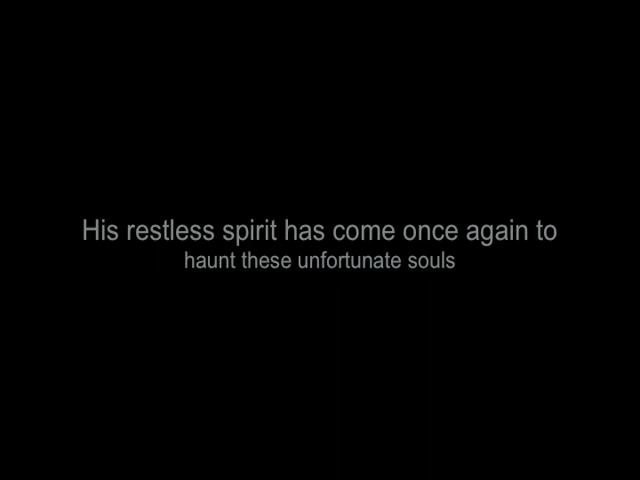 His restless spirit has come once again to
haunt these unfortunate souls